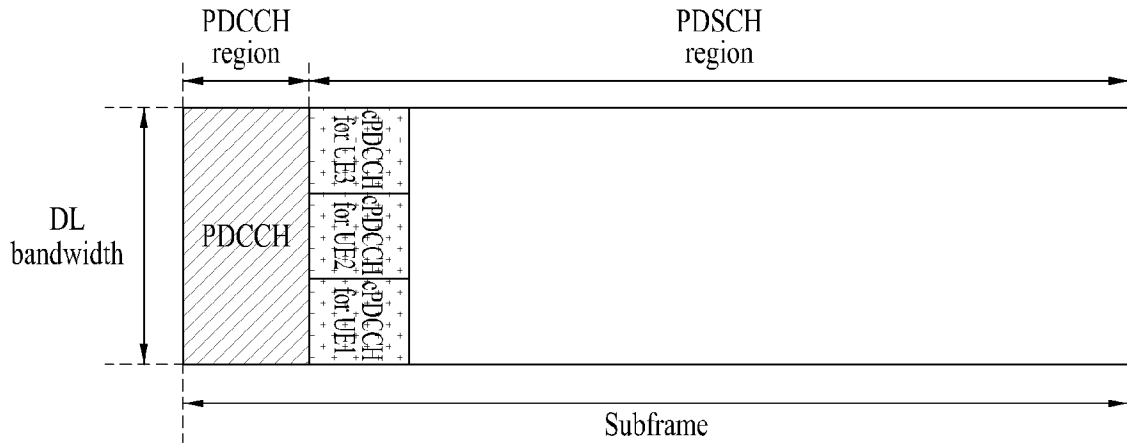 PDCCH
region
PDSCH
region
DL
bandwidth
PDCCH
cPDCCH
for UE3
cPDCCH
for UE2
cPDCCH
for UE1
Subframe